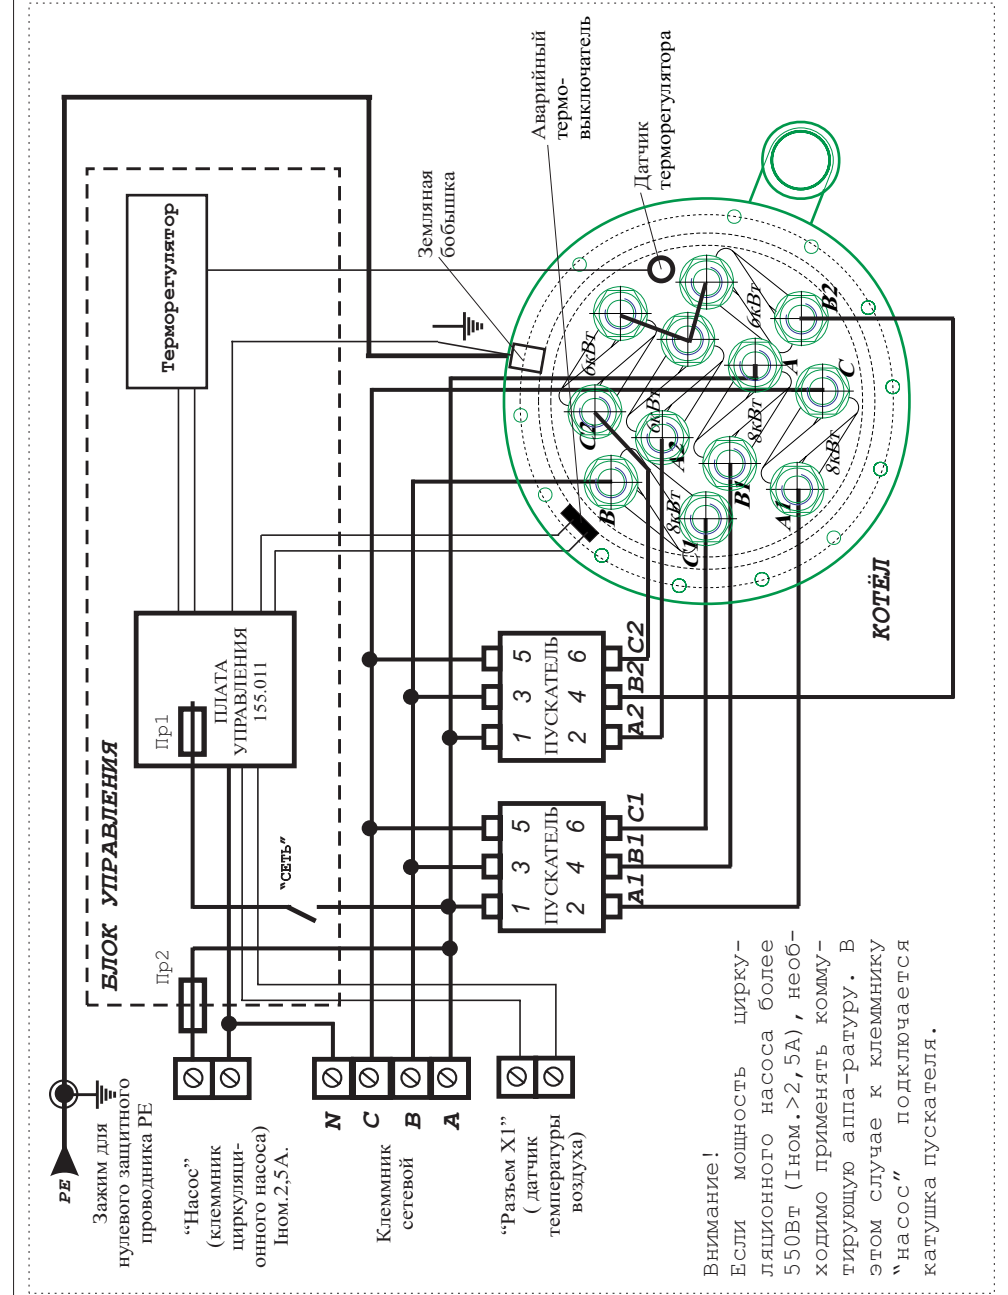 PE
Зажим для
нулевого защитного
проводника PE
"Насос"
(клеммник
циркуляци-
онного насоса)
Iном.2,5А.
N
C
B
A
Клеммник
сетевой
"Разъем X1"
( датчик
температуры
воздуха)
БЛОК УПРАВЛЕНИЯ
Пр2
Пр1
"СЕТЬ"
ПЛАТА
УПРАВЛЕНИЯ
155.011
Терморегулятор
Земляная
бобышка
Аварийный
термо-
выключатель
Датчик
терморегулятора
1 3 5
ПУСКАТЕЛЬ
2 4 6
A1 B1 C1
1 3 5
ПУСКАТЕЛЬ
2 4 6
A2 B2 C2
B
C2
6кВт
8кВт
A2
6кВт
C1
B1
8кВт
A
6кВт
A1
8кВт
C
B2
КОТЁЛ
Внимание!
Если мощность цирку-
ляционного насоса более
550Вт (Iном.>2,5А), необ-
ходимо применять комму-
тирующую аппа-ратуру. В
этом случае к клеммнику
"насос" подключается
катушка пускателя.